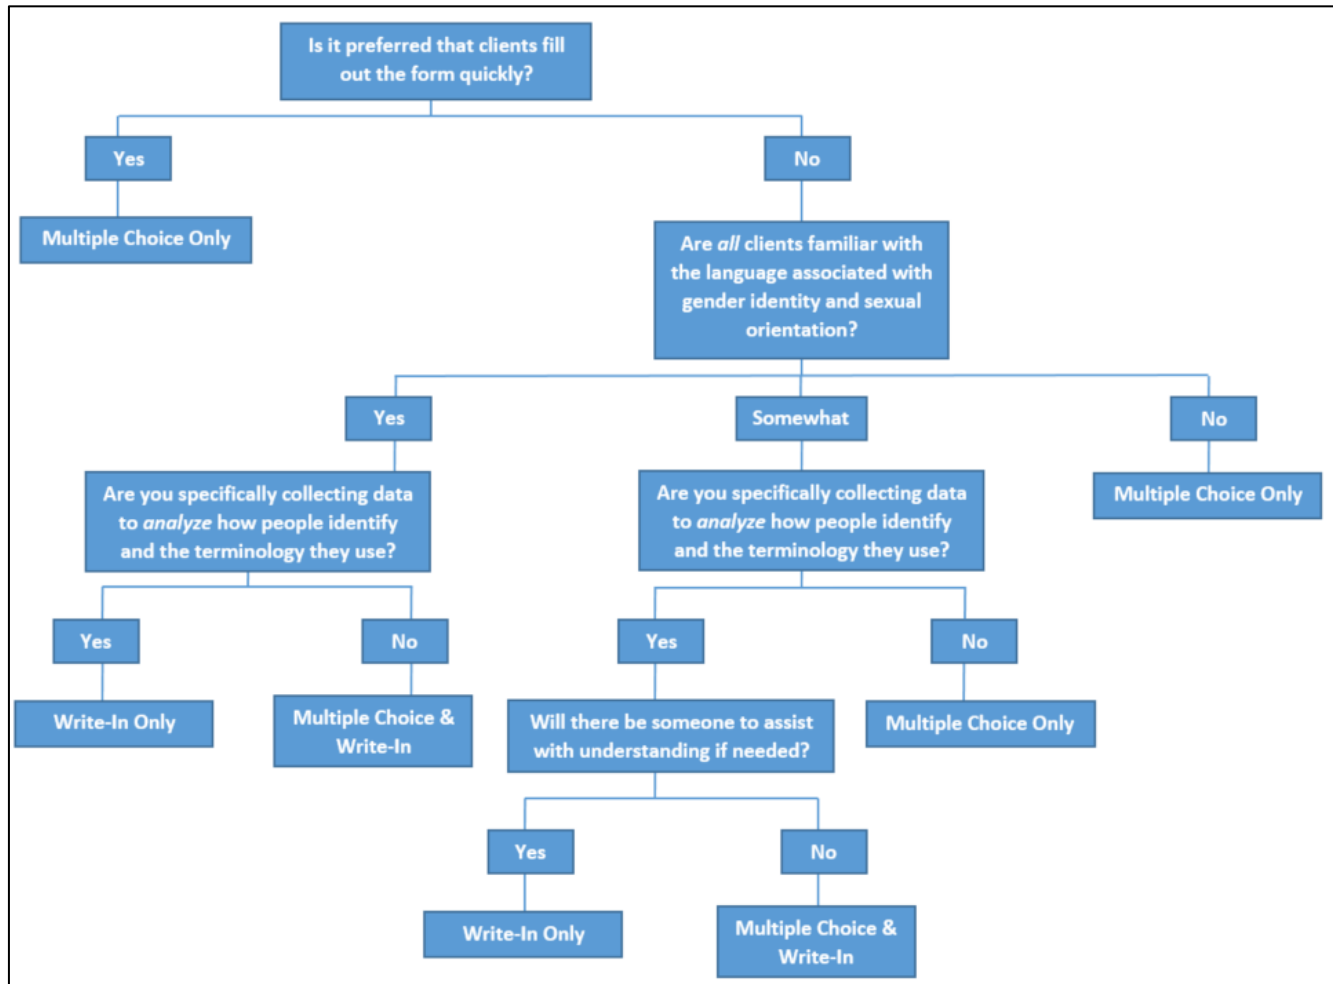 Is it preferred that clients fill
out the form quickly?
Yes
No
Multiple Choice Only
Are all clients familiar with
the language associated with
gender identity and sexual
orientation?
Yes
Somewhat
No
Are you specifically collecting data
to analyze how people identify
and the terminology they use?
Are you specifically collecting data
to analyze how people identify
and the terminology they use?
Multiple Choice Only
Yes
No
Yes
No
Write-In Only
Multiple Choice &
Write-In
Will there be someone to assist
with understanding if needed?
Multiple Choice Only
Yes
No
Write-In Only
Multiple Choice &
Write-In